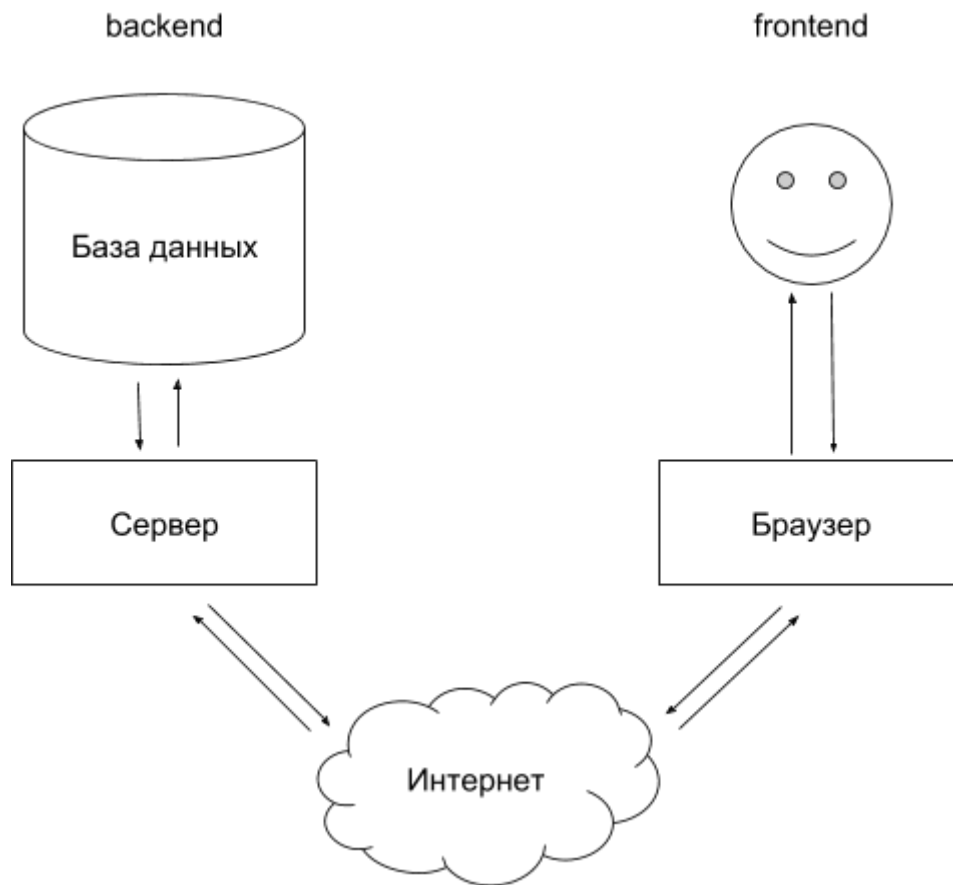 backend
frontend
База данных
Сервер
Браузер
Интернет